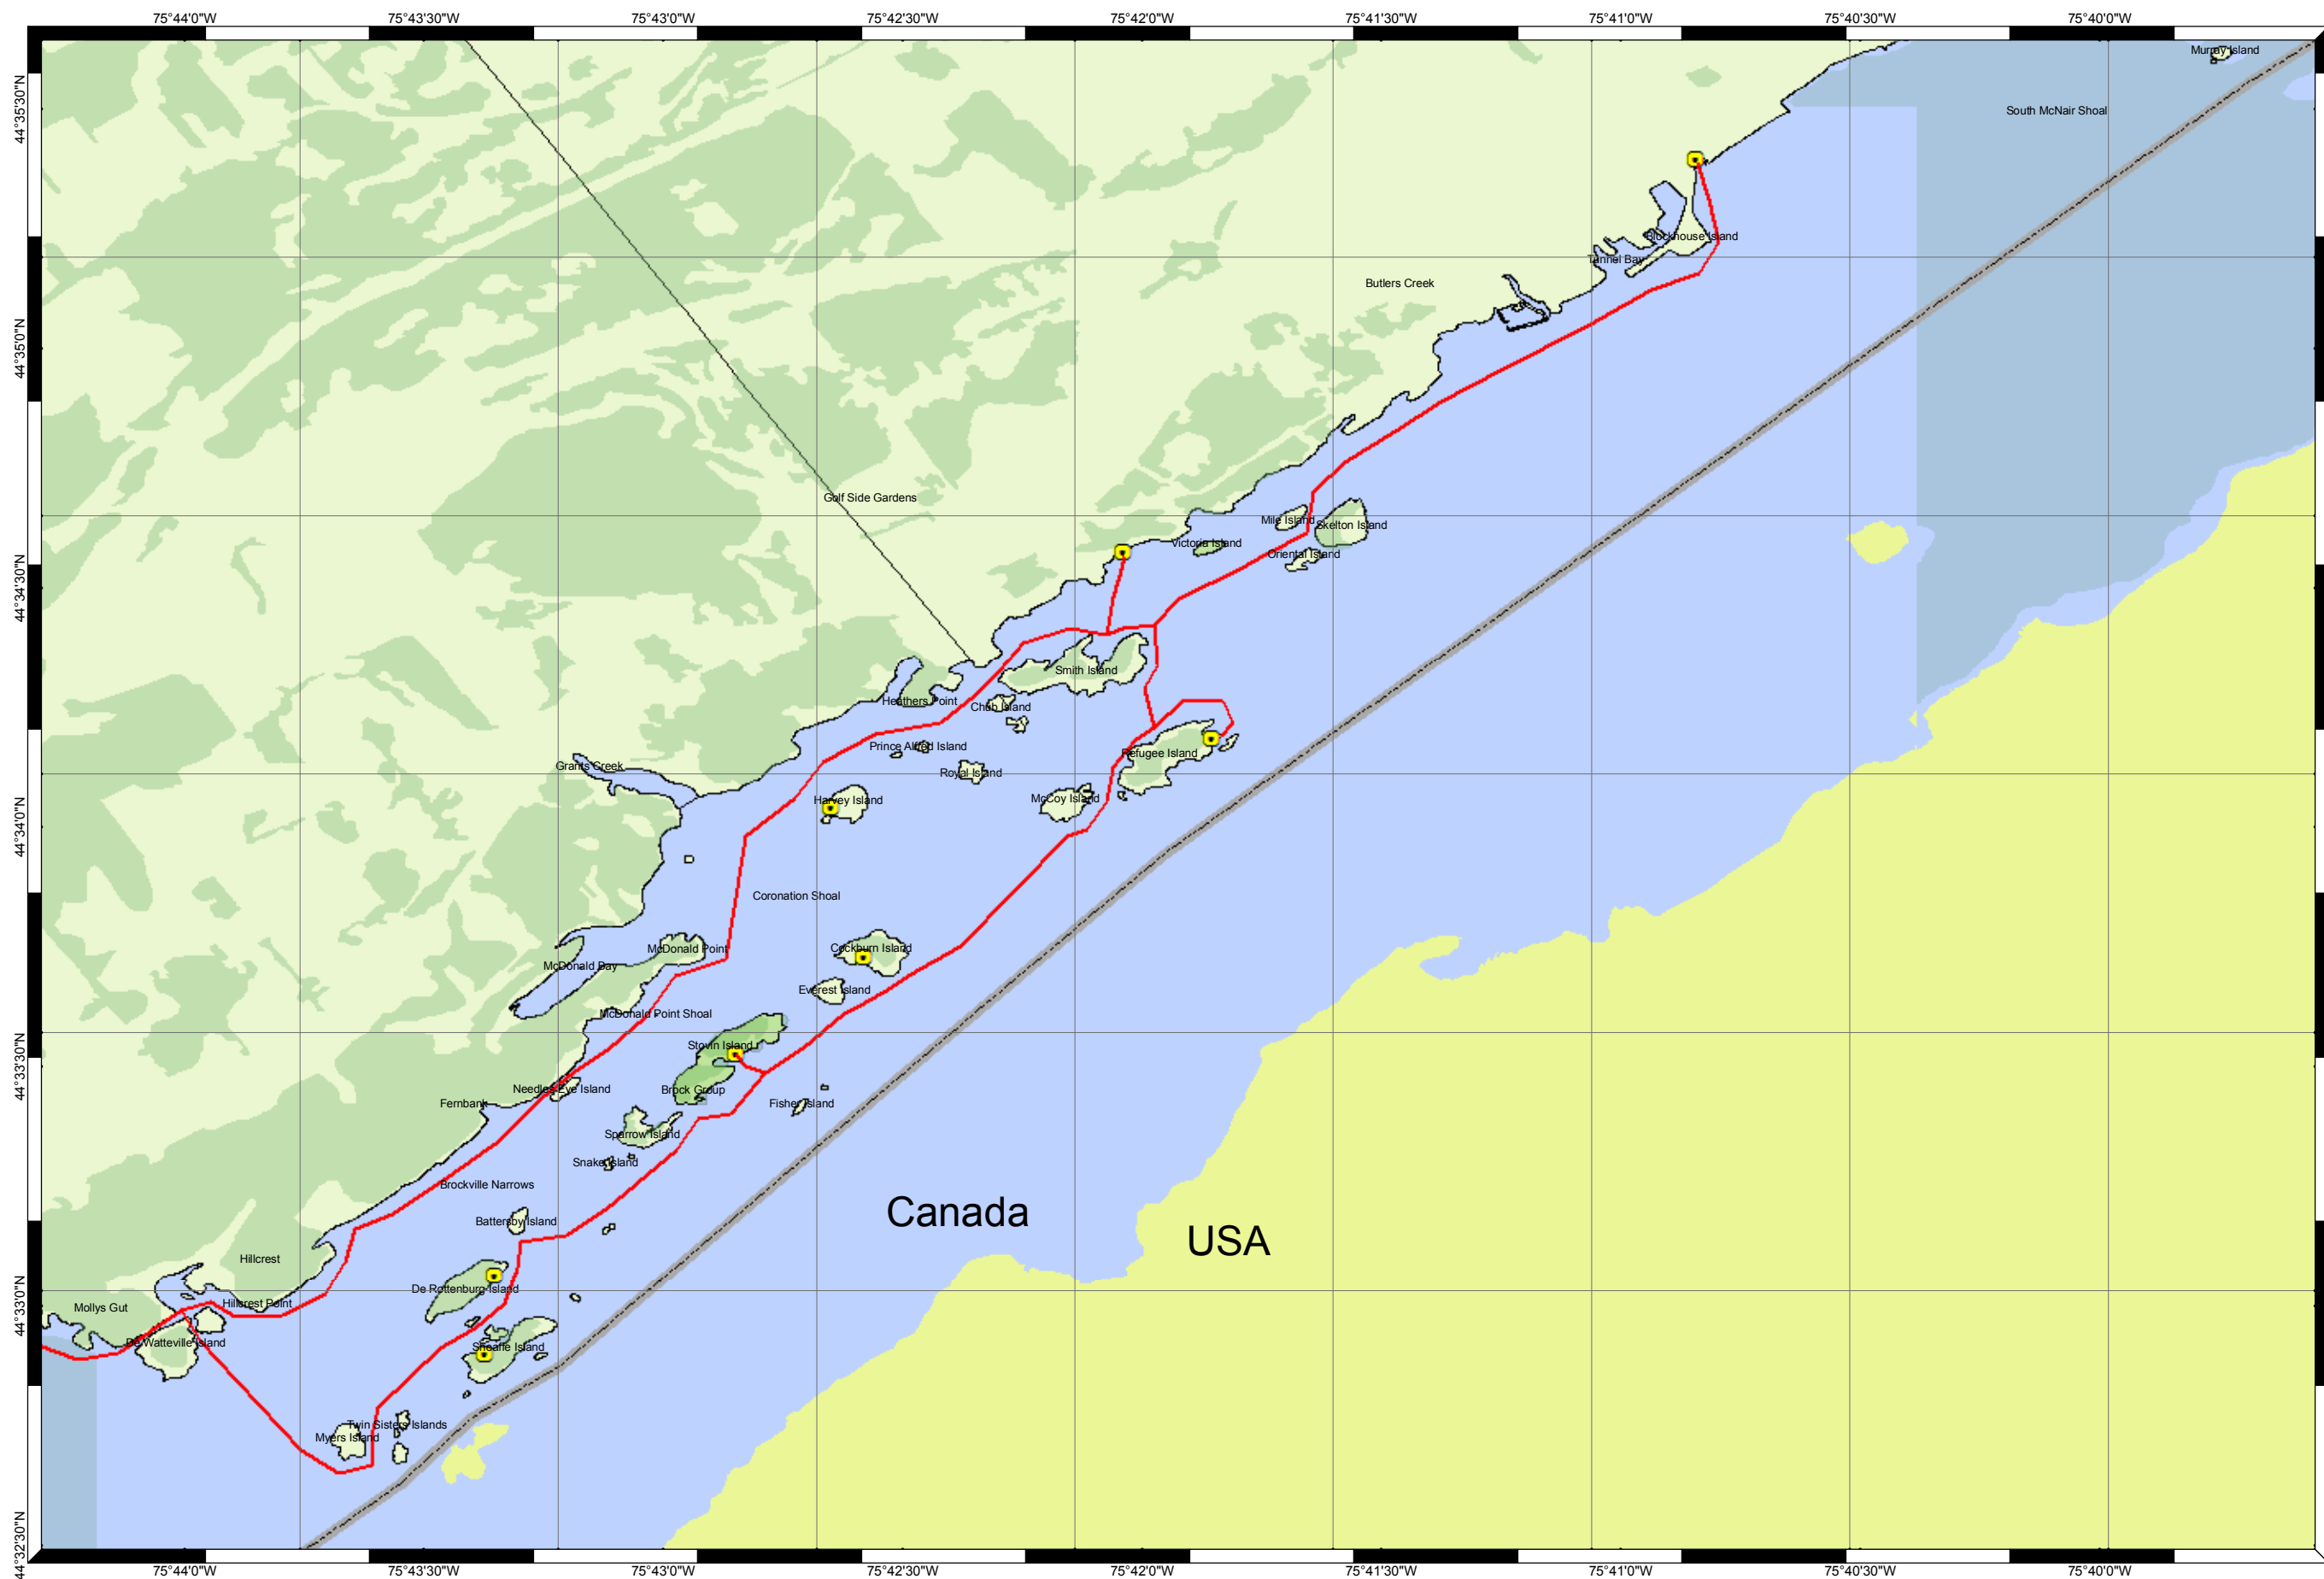 75°44'0"W 75°43'30"W 75°43'0"W 75°42'30"W 75°42'0"W 75°41'30"W 75°41'0"W 75°40'30"W 75°40'0"W
Murray Island
44°35'30"N
South McNair Shoal
Blockhouse Island
Tunnel Bay
Butlers Creek
44°35'0"N
Golf Side Gardens
Mile Island
Skelton Island
Victoria Island
Oriental Island
44°34'30"N
Smith Island
Heathers Point
Chub Island
Prince Alfred Island
Refugee Island
Grants Creek
Royal Island
Harvey Island
McCoy Island
44°34'0"N
Coronation Shoal
McDonald Point
Cockburn Island
McDonald Bay
Everest Island
McDonald Point Shoal
Stovin Island
44°33'30"N
Needles Eye Island
Brock Group
Fernbank
Fisher Island
Sparrow Island
Snake Island
Brockville Narrows
Canada
Battersby Island
USA
Hillcrest
De Rottenburg Island
44°33'0"N
Mollys Gut
Hillcrest Point
De Watteville Island
Sheaffe Island
Twin Sisters Islands
Myers Island
44°32'30"N
75°44'0"W 75°43'30"W 75°43'0"W 75°42'30"W 75°42'0"W 75°41'30"W 75°41'0"W 75°40'30"W 75°40'0"W